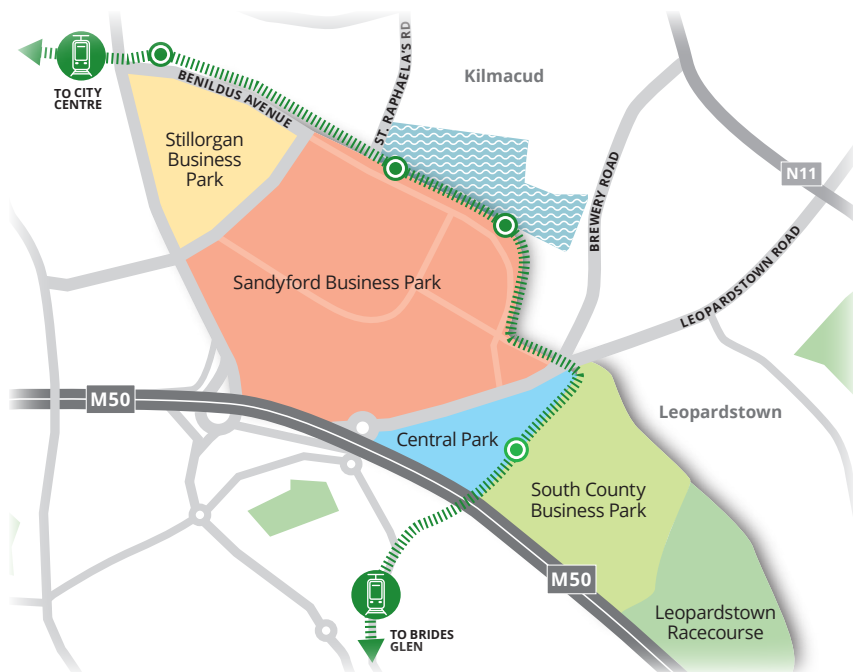 TO CITY
CENTRE
BENILDUS AVENUE
ST. RAPHAELA'S RD
Kilmacud
Stillorgan
Business
Park
N11
BREWERY ROAD
LEOPARDSTOWN ROAD
Sandyford Business Park
M50
Leopardstown
Central Park
South County
Business Park
M50
Leopardstown
Racecourse
TO BRIDES
GLEN